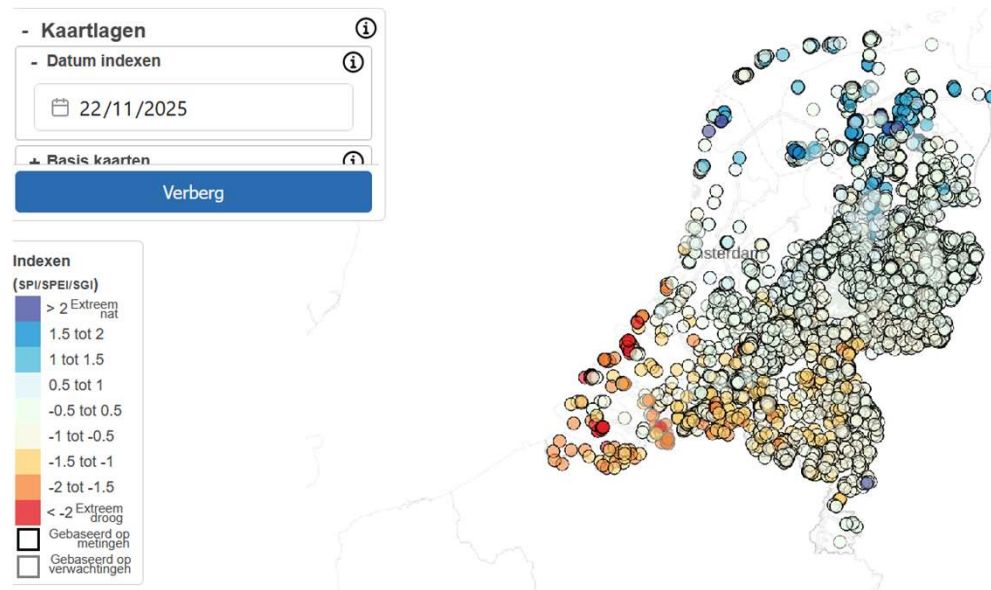 - Kaartlagen
- Datum indexen
22/11/2025
+ Basis kaarten
Verberg
Indexen
(SPI/SPEI/SGI)
> 2 Extreem nat
1.5 tot 2
1 tot 1.5
0.5 tot 1
-0.5 tot 0.5
-1 tot -0.5
-1.5 tot -1
-2 tot -1.5
< -2 Extreem droog
Gebaseerd op
metingen
Gebaseerd op
verwachtingen
Amsterdam